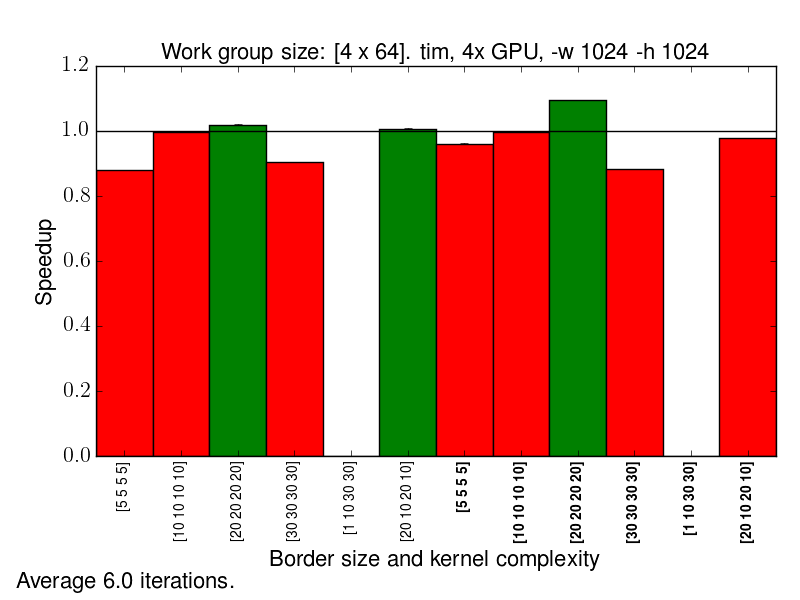 Work group size: [4 x 64]. tim, 4x GPU, -w 1024 -h 1024
1.2
1.0
0.8
0.6
0.4
0.2
0.0
Speedup
[5 5 5 5]
[10 10 10 10]
[20 20 20 20]
[30 30 30 30]
[1 10 30 30]
[20 10 20 10]
[5 5 5 5]
[10 10 10 10]
[20 20 20 20]
[30 30 30 30]
[1 10 30 30]
[20 10 20 10]
Border size and kernel complexity
Average 6.0 iterations.